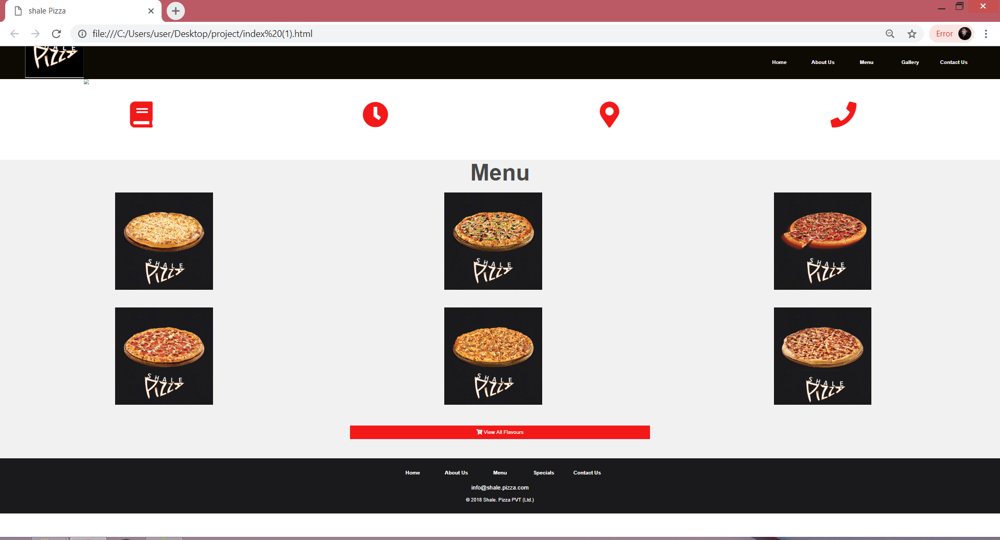 shale Pizza
file:///C:/Users/user/Desktop/project/index%20(1).html
Error
SHALE
Pizza
Home About Us Menu Gallery Contact Us
Menu
SHALE
Pizza
SHALE
Pizza
SHALE
Pizza
SHALE
Pizza
SHALE
Pizza
SHALE
Pizza
View All Flavours
Home About Us Menu Specials Contact Us
info@shale.pizza.com
© 2018 Shale. Pizza PVT (Ltd.)